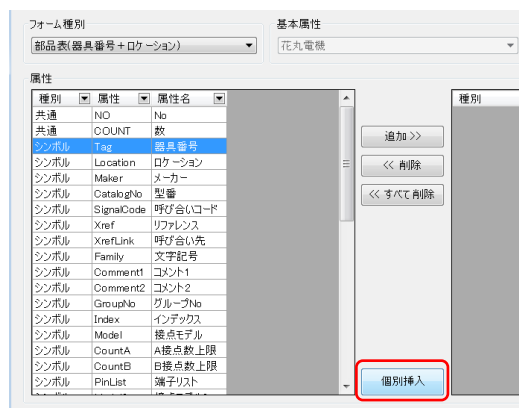 フォーム種別
基本属性
部品表(器具番号+ロケーション)
花丸電機
属性
種別 属性 属性名
種別
共通 NO No
共通 COUNT 数
シンボル Tag 器具番号
シンボル Location ロケーション
シンボル Maker メーカー
シンボル CatalogNo 型番
シンボル SignalCode 呼び合いコード
シンボル Xref リファレンス
シンボル XrefLink 呼び合い先
シンボル Family 文字記号
シンボル Comment1 コメント1
シンボル Comment2 コメント2
シンボル GroupNo グループNo
シンボル Index インデックス
シンボル Model 接点モデル
シンボル CountA A接点数上限
シンボル CountB B接点数上限
シンボル PinList 端子リスト
追加 >>
<< 削除
<< すべて削除
個別挿入